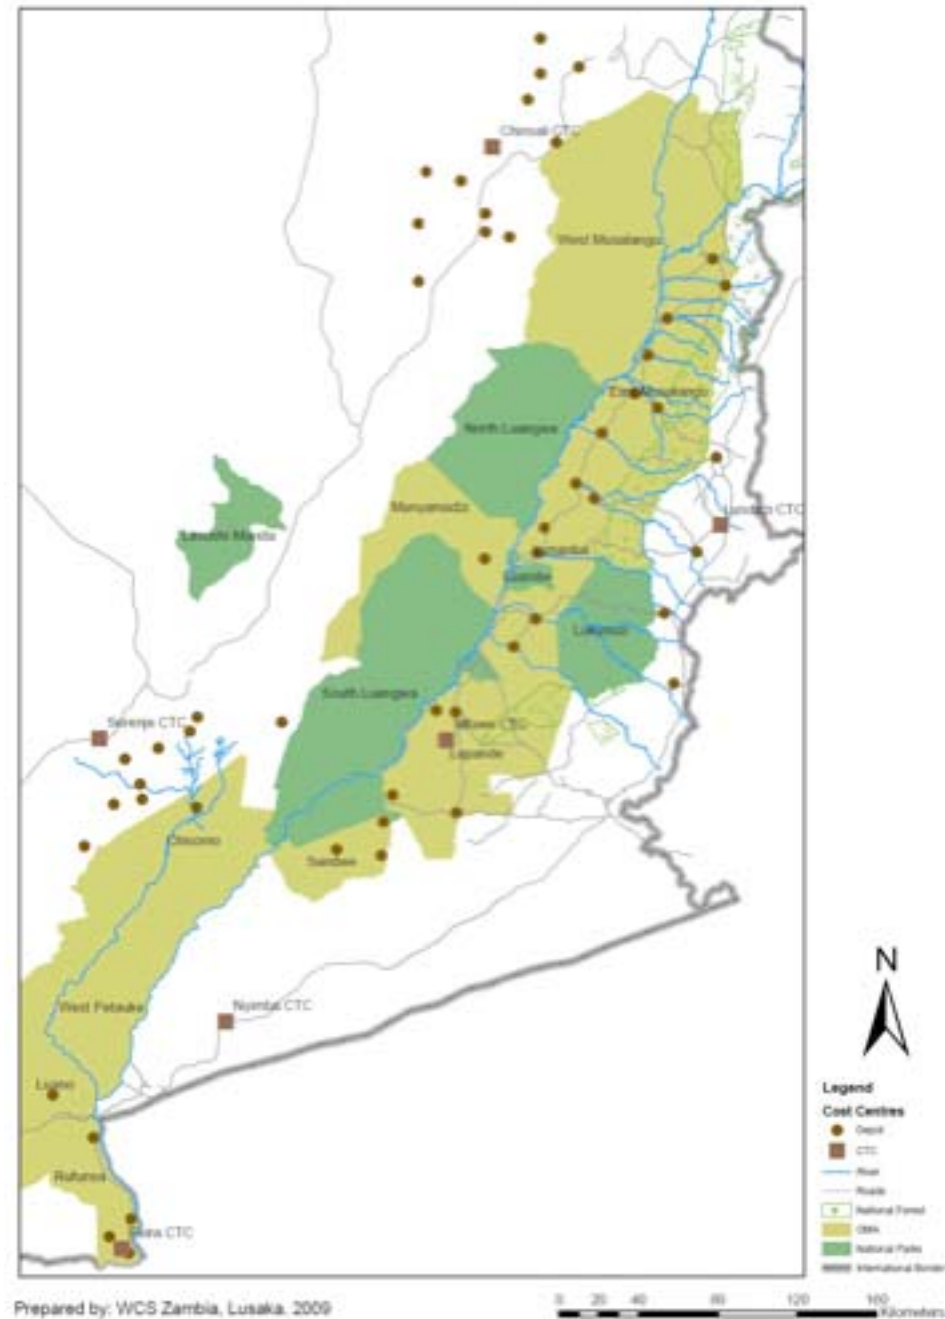 Chinsali CTC
West Musalangu
East Musalangu
North Luangwa
Munyamadzi
Lundazi CTC
Lavushi Manda
Luambe
Lukusuzi
South Luangwa
Serenje CTC
Mfuwe CTC
Lupande
Chisomo
Sandwe
West Petauke
Nyimba CTC
Luano
Rufunsa
CTC
N
Legend
Cost Centres
Depot
CTC
River
Roads
National Forest
GMA
National Parks
International Border
Prepared by: WCS Zambia, Lusaka. 2009
0 20 40 80 120 160
Kilometers